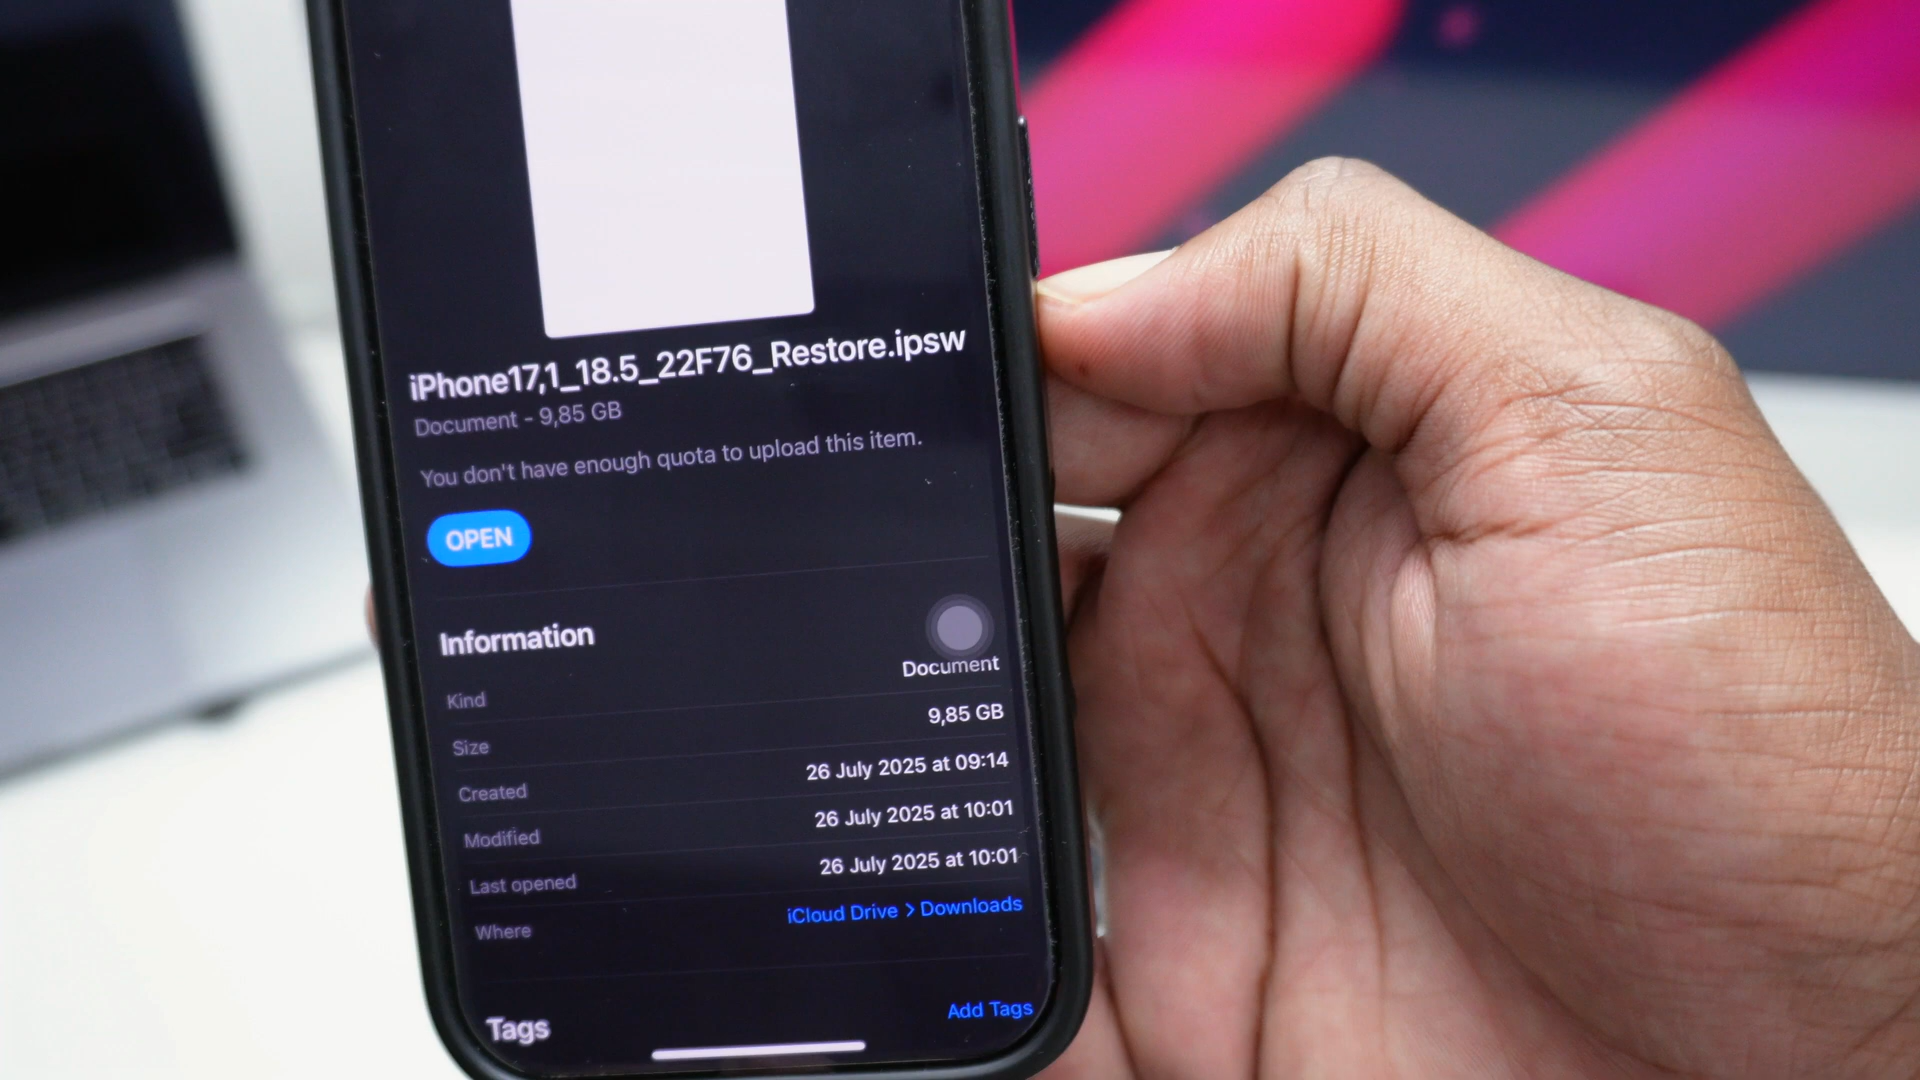 iPhone17,1_18.5_22F76_Restore.ipsw
Document - 9,85 GB
You don't have enough quota to upload this item.
OPEN
Information
Kind Document
Size 9,85 GB
Created 26 July 2025 at 09:14
Modified 26 July 2025 at 10:01
Last opened 26 July 2025 at 10:01
Where iCloud Drive > Downloads
Tags Add Tags